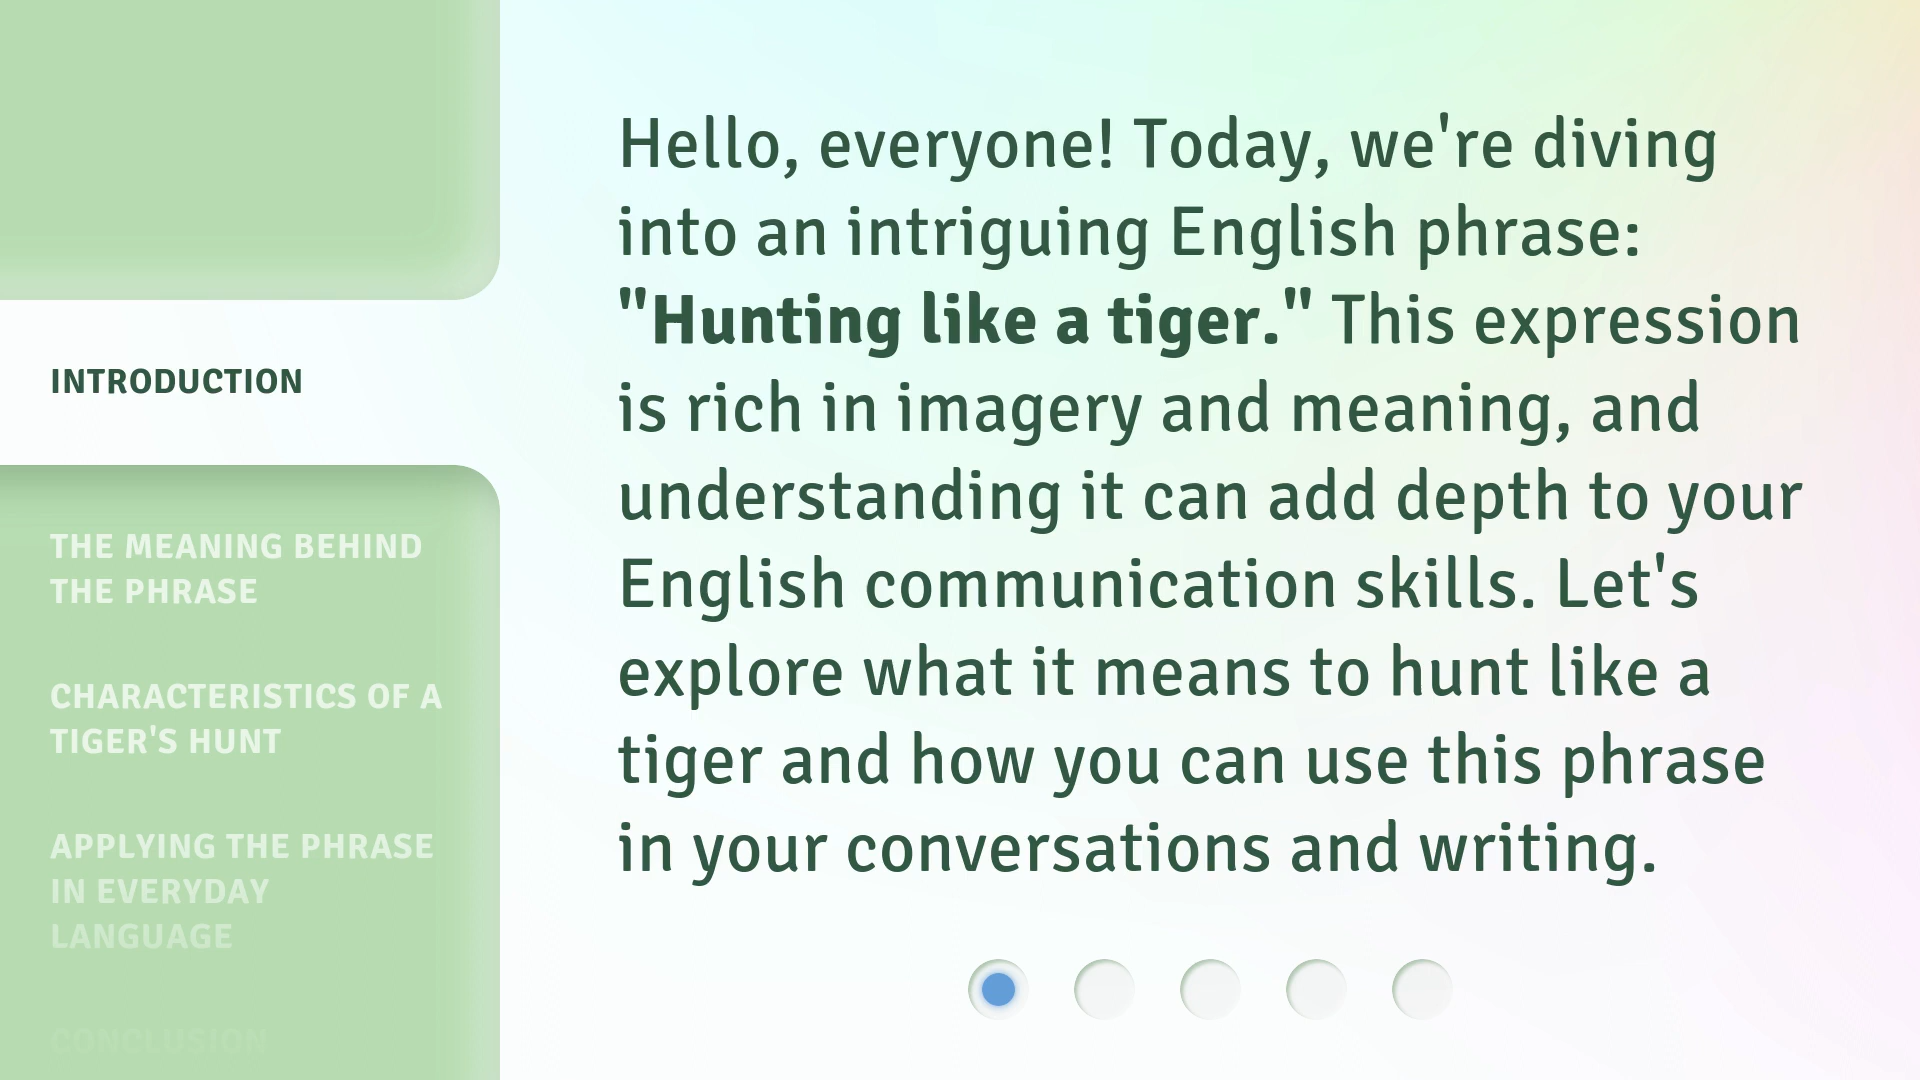 INTRODUCTION
THE MEANING BEHIND
THE PHRASE
CHARACTERISTICS OF A
TIGER'S HUNT
APPLYING THE PHRASE
IN EVERYDAY
LANGUAGE
CONCLUSION
Hello, everyone! Today, we're diving
into an intriguing English phrase:
"Hunting like a tiger." This expression
is rich in imagery and meaning, and
understanding it can add depth to your
English communication skills. Let's
explore what it means to hunt like a
tiger and how you can use this phrase
in your conversations and writing.